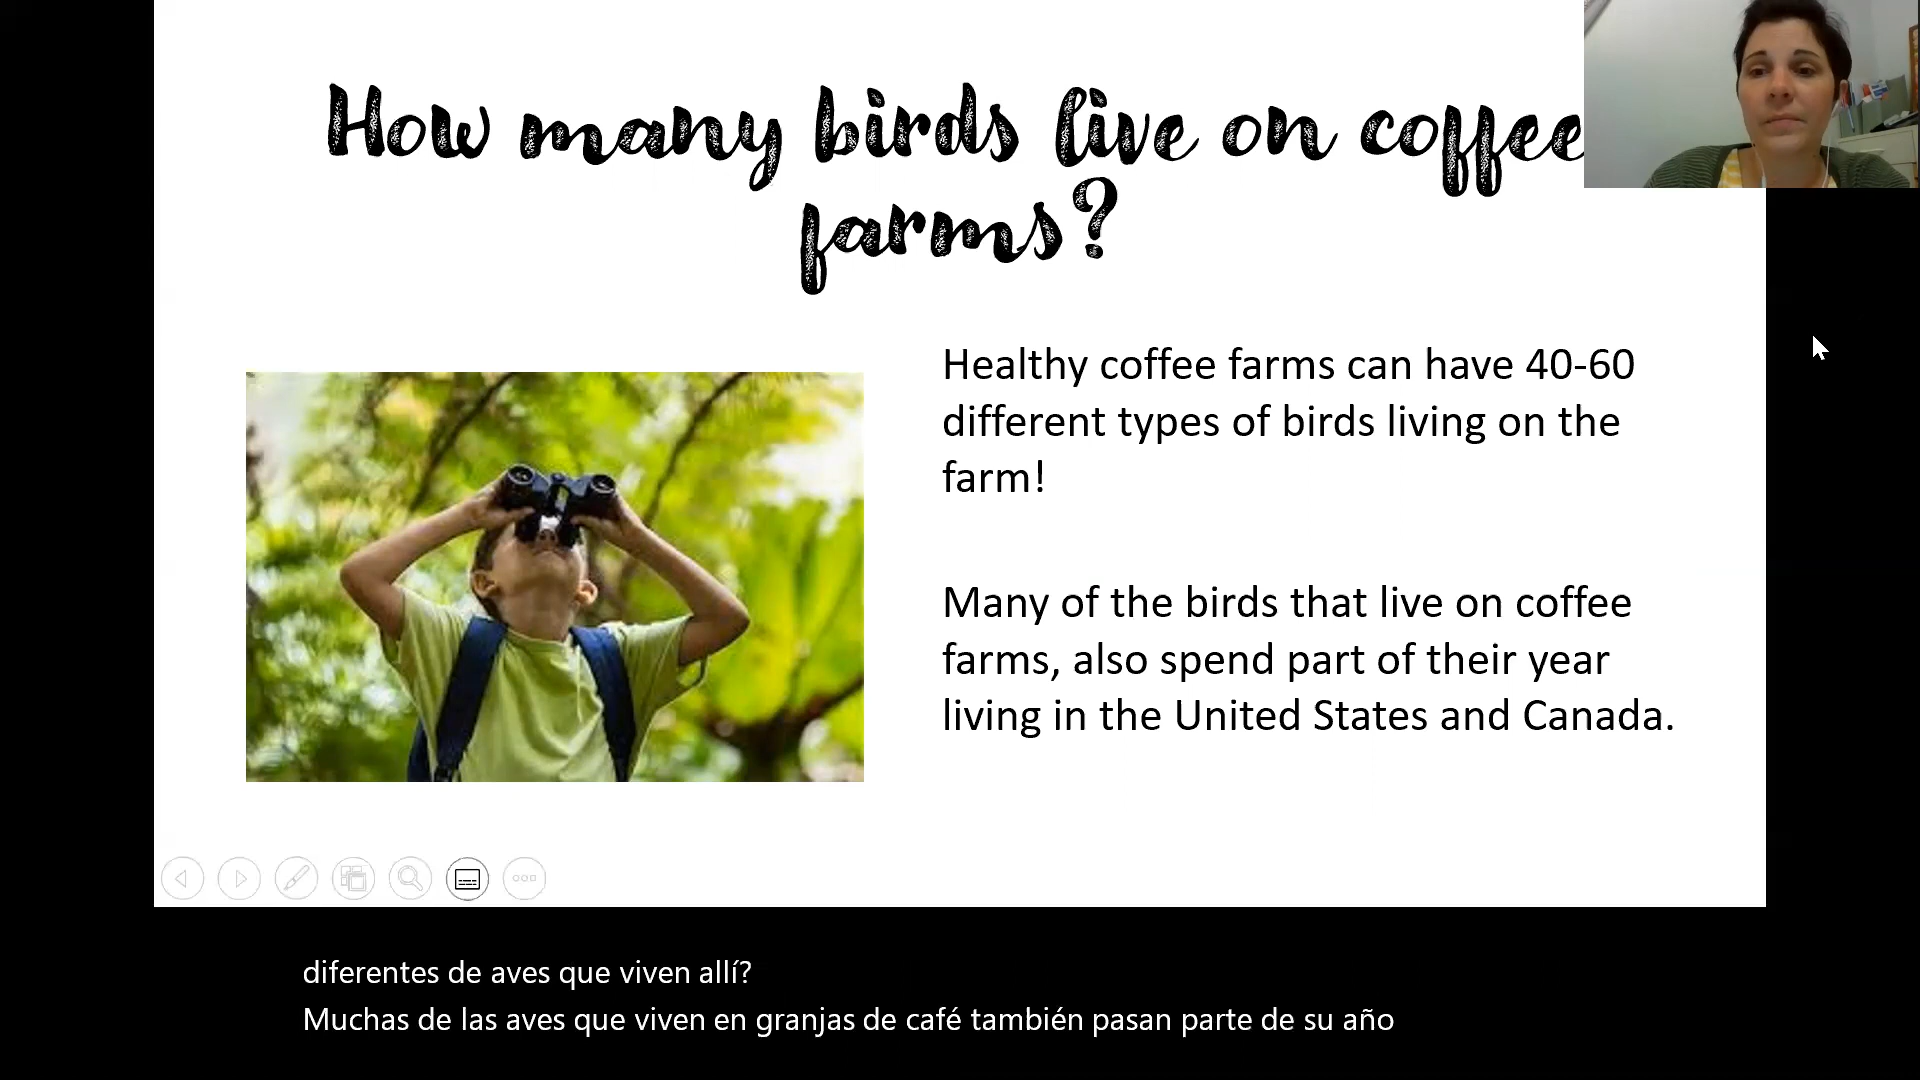 How many birds live on coffee
farms?
Healthy coffee farms can have 40-60
different types of birds living on the
farm!
Many of the birds that live on coffee
farms, also spend part of their year
living in the United States and Canada.
diferentes de aves que viven allí?
Muchas de las aves que viven en granjas de café también pasan parte de su año